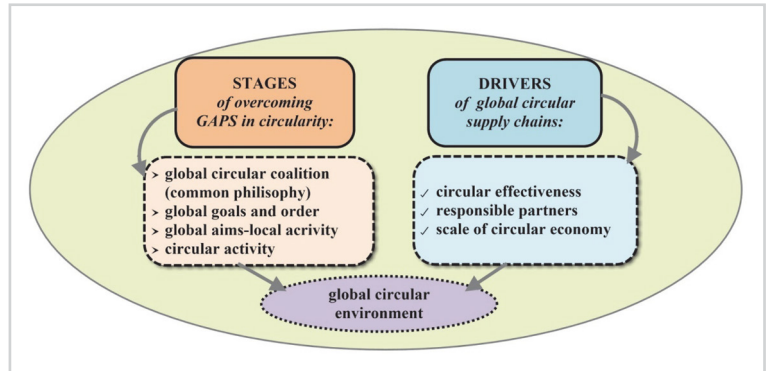 STAGES
of overcoming
GAPS in circularity:
➢ global circular coalition
(common philisophy)
➢ global goals and order
➢ global aims-local acrivity
➢ circular activity
DRIVERS
of global circular
supply chains:
✓ circular effectiveness
✓ responsible partners
✓ scale of circular economy
global circular
environment